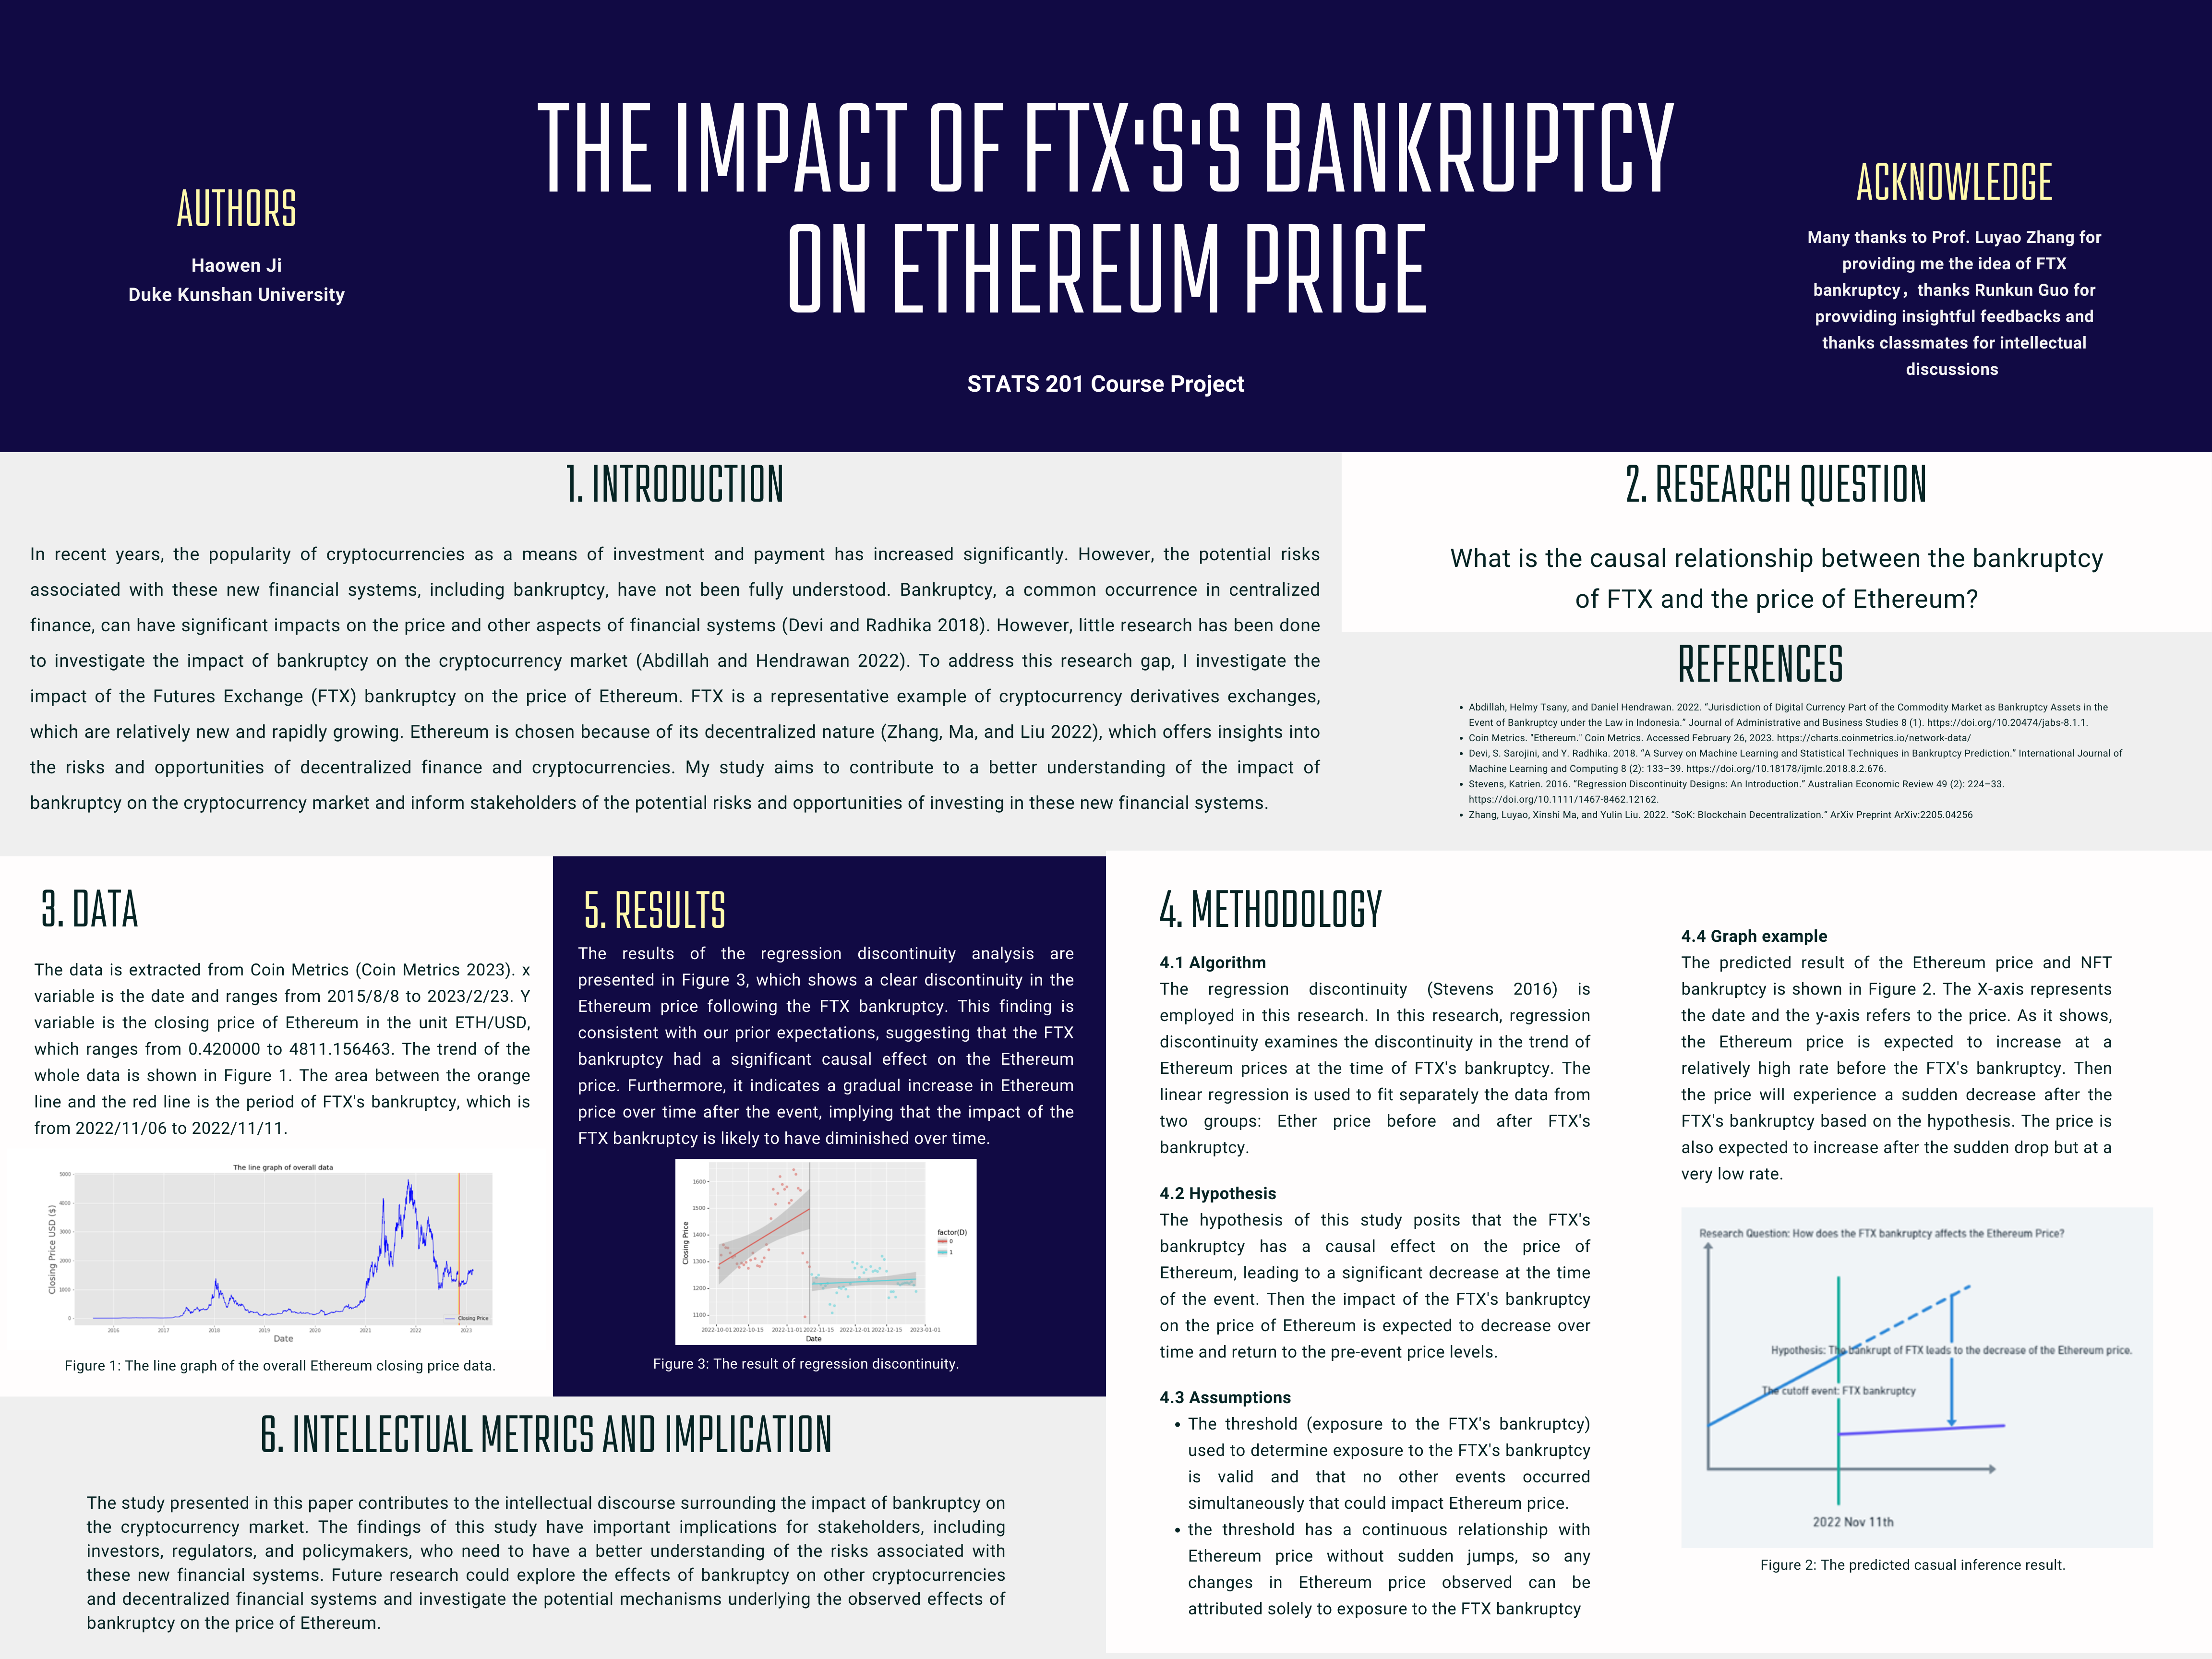 THE IMPACT OF FTX'S'S BANKRUPTCY
ON ETHEREUM PRICE
STATS 201 Course Project
AUTHORS
Haowen Ji
Duke Kunshan University
ACKNOWLEDGE
Many thanks to Prof. Luyao Zhang for
providing me the idea of FTX
bankruptcy，thanks Runkun Guo for
provviding insightful feedbacks and
thanks classmates for intellectual
discussions
1. INTRODUCTION
In recent years, the popularity of cryptocurrencies as a means of investment and payment has increased significantly. However, the potential risks
associated with these new financial systems, including bankruptcy, have not been fully understood. Bankruptcy, a common occurrence in centralized
finance, can have significant impacts on the price and other aspects of financial systems (Devi and Radhika 2018). However, little research has been done
to investigate the impact of bankruptcy on the cryptocurrency market (Abdillah and Hendrawan 2022). To address this research gap, I investigate the
impact of the Futures Exchange (FTX) bankruptcy on the price of Ethereum. FTX is a representative example of cryptocurrency derivatives exchanges,
which are relatively new and rapidly growing. Ethereum is chosen because of its decentralized nature (Zhang, Ma, and Liu 2022), which offers insights into
the risks and opportunities of decentralized finance and cryptocurrencies. My study aims to contribute to a better understanding of the impact of
bankruptcy on the cryptocurrency market and inform stakeholders of the potential risks and opportunities of investing in these new financial systems.
2. RESEARCH QUESTION
What is the causal relationship between the bankruptcy
of FTX and the price of Ethereum?
REFERENCES
• Abdillah, Helmy Tsany, and Daniel Hendrawan. 2022. “Jurisdiction of Digital Currency Part of the Commodity Market as Bankruptcy Assets in the
Event of Bankruptcy under the Law in Indonesia.” Journal of Administrative and Business Studies 8 (1). https://doi.org/10.20474/jabs-8.1.1.
• Coin Metrics. "Ethereum." Coin Metrics. Accessed February 26, 2023. https://charts.coinmetrics.io/network-data/
• Devi, S. Sarojini, and Y. Radhika. 2018. “A Survey on Machine Learning and Statistical Techniques in Bankruptcy Prediction.” International Journal of
Machine Learning and Computing 8 (2): 133–39. https://doi.org/10.18178/ijmlc.2018.8.2.676.
• Stevens, Katrien. 2016. “Regression Discontinuity Designs: An Introduction.” Australian Economic Review 49 (2): 224–33.
https://doi.org/10.1111/1467-8462.12162.
• Zhang, Luyao, Xinshi Ma, and Yulin Liu. 2022. “SoK: Blockchain Decentralization.” ArXiv Preprint ArXiv:2205.04256
3. DATA
The data is extracted from Coin Metrics (Coin Metrics 2023). x
variable is the date and ranges from 2015/8/8 to 2023/2/23. Y
variable is the closing price of Ethereum in the unit ETH/USD,
which ranges from 0.420000 to 4811.156463. The trend of the
whole data is shown in Figure 1. The area between the orange
line and the red line is the period of FTX's bankruptcy, which is
from 2022/11/06 to 2022/11/11.
The line graph of overall data
Closing Price USD ($)
5000
4000
3000
2000
1000
0
2016 2017 2018 2019 2020 2021 2022 2023
Date
Closing Price
Figure 1: The line graph of the overall Ethereum closing price data.
5. RESULTS
The results of the regression discontinuity analysis are
presented in Figure 3, which shows a clear discontinuity in the
Ethereum price following the FTX bankruptcy. This finding is
consistent with our prior expectations, suggesting that the FTX
bankruptcy had a significant causal effect on the Ethereum
price. Furthermore, it indicates a gradual increase in Ethereum
price over time after the event, implying that the impact of the
FTX bankruptcy is likely to have diminished over time.
Closing Price
1600
1500
1400
1300
1200
1100
2022-10-01 2022-10-15 2022-11-01 2022-11-15 2022-12-01 2022-12-15 2023-01-01
Date
factor(D)
0
1
Figure 3: The result of regression discontinuity.
4. METHODOLOGY
4.1 Algorithm
The regression discontinuity (Stevens 2016) is
employed in this research. In this research, regression
discontinuity examines the discontinuity in the trend of
Ethereum prices at the time of FTX's bankruptcy. The
linear regression is used to fit separately the data from
two groups: Ether price before and after FTX's
bankruptcy.
4.2 Hypothesis
The hypothesis of this study posits that the FTX's
bankruptcy has a causal effect on the price of
Ethereum, leading to a significant decrease at the time
of the event. Then the impact of the FTX's bankruptcy
on the price of Ethereum is expected to decrease over
time and return to the pre-event price levels.
4.3 Assumptions
• The threshold (exposure to the FTX's bankruptcy)
used to determine exposure to the FTX's bankruptcy
is valid and that no other events occurred
simultaneously that could impact Ethereum price.
• the threshold has a continuous relationship with
Ethereum price without sudden jumps, so any
changes in Ethereum price observed can be
attributed solely to exposure to the FTX bankruptcy
4.4 Graph example
The predicted result of the Ethereum price and NFT
bankruptcy is shown in Figure 2. The X-axis represents
the date and the y-axis refers to the price. As it shows,
the Ethereum price is expected to increase at a
relatively high rate before the FTX's bankruptcy. Then
the price will experience a sudden decrease after the
FTX's bankruptcy based on the hypothesis. The price is
also expected to increase after the sudden drop but at a
very low rate.
Research Question: How does the FTX bankruptcy affects the Ethereum Price?
Hypothesis: The bankrupt of FTX leads to the decrease of the Ethereum price.
The cutoff event: FTX bankruptcy
2022 Nov 11th
Figure 2: The predicted casual inference result.
6. INTELLECTUAL METRICS AND IMPLICATION
The study presented in this paper contributes to the intellectual discourse surrounding the impact of bankruptcy on
the cryptocurrency market. The findings of this study have important implications for stakeholders, including
investors, regulators, and policymakers, who need to have a better understanding of the risks associated with
these new financial systems. Future research could explore the effects of bankruptcy on other cryptocurrencies
and decentralized financial systems and investigate the potential mechanisms underlying the observed effects of
bankruptcy on the price of Ethereum.